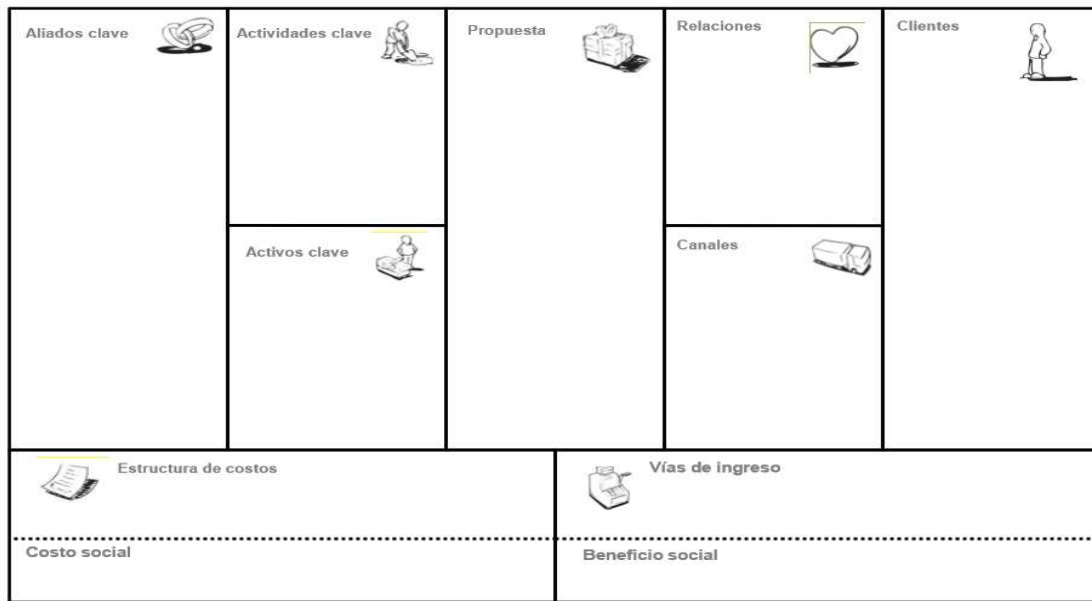 Aliados clave
Actividades clave
Propuesta
Relaciones
Clientes
Activos clave
Canales
Estructura de costos
Vías de ingreso
Costo social
Beneficio social